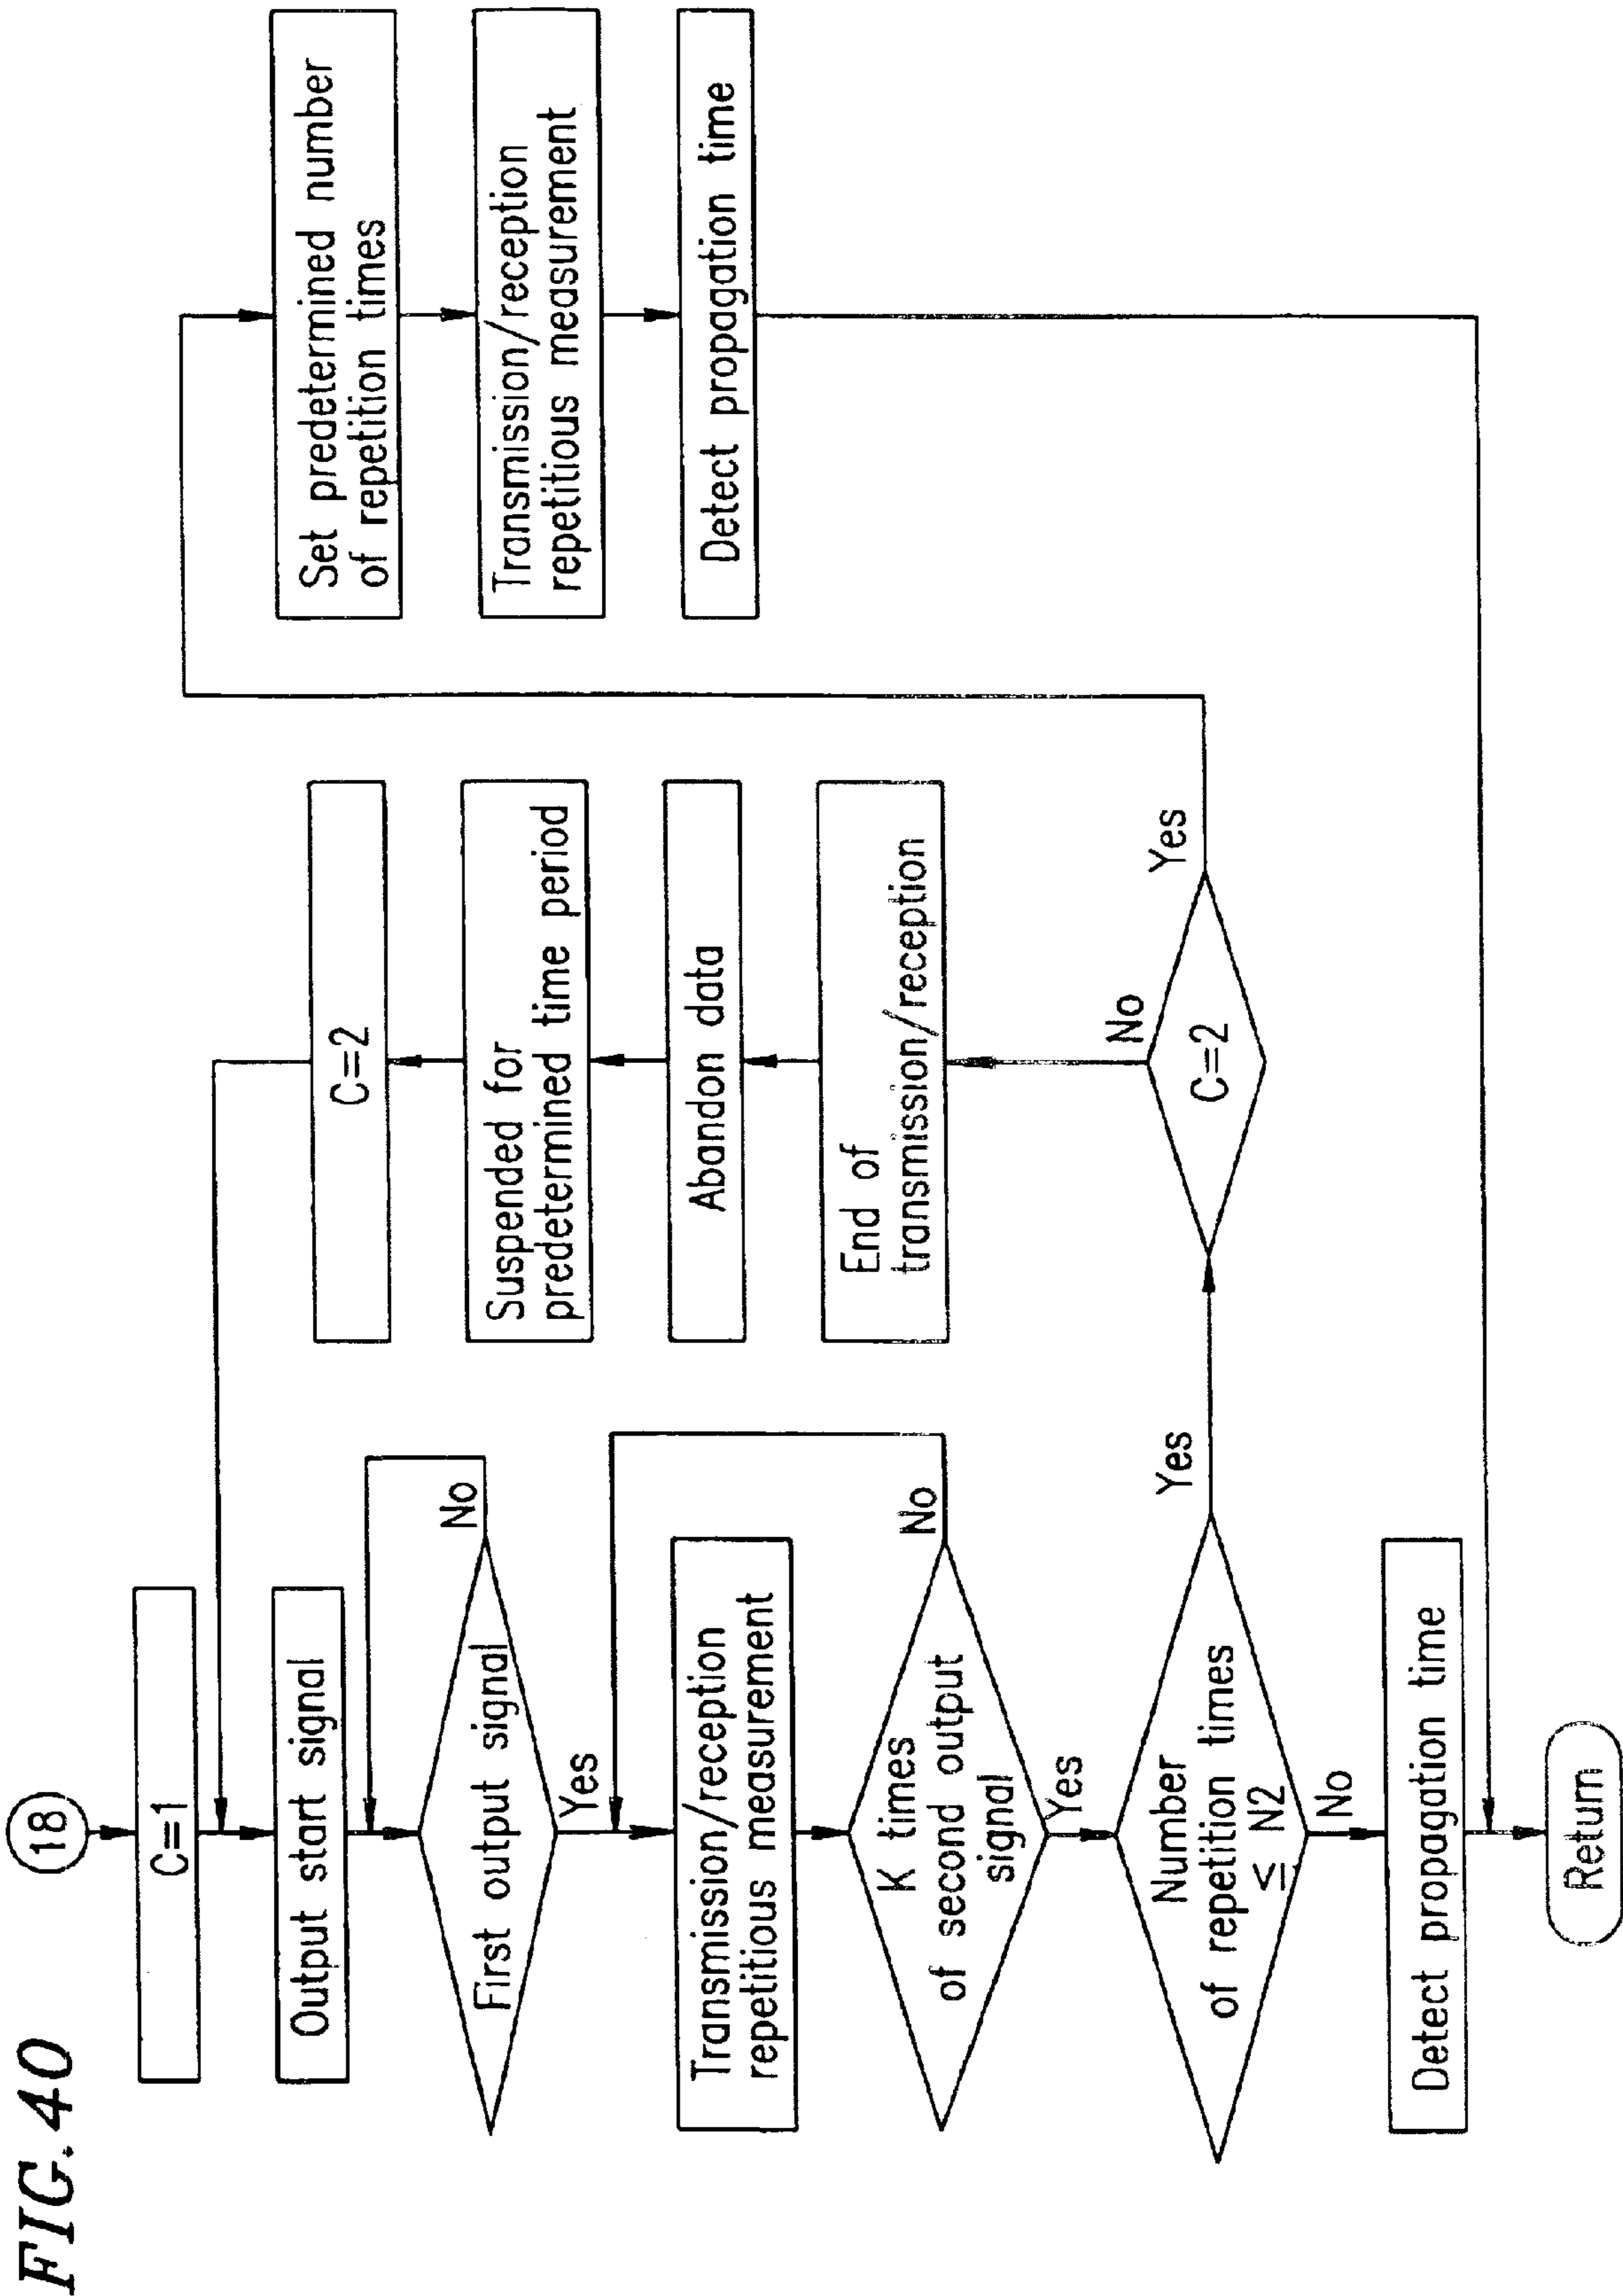 FIG. 40
18
C=1
Output start signal
First output signal
No
Yes
Transmission/reception
repetitious measurement
K times
of second output
signal
No
Yes
Number
of repetition times
≤ N2
Yes
No
Detect propagation time
Return
C=2
Suspended for
predetermined time period
Abandon data
End of
transmission/reception
No
C=2
Yes
Set predetermined number
of repetition times
Transmission/reception
repetitious measurement
Detect propagation time